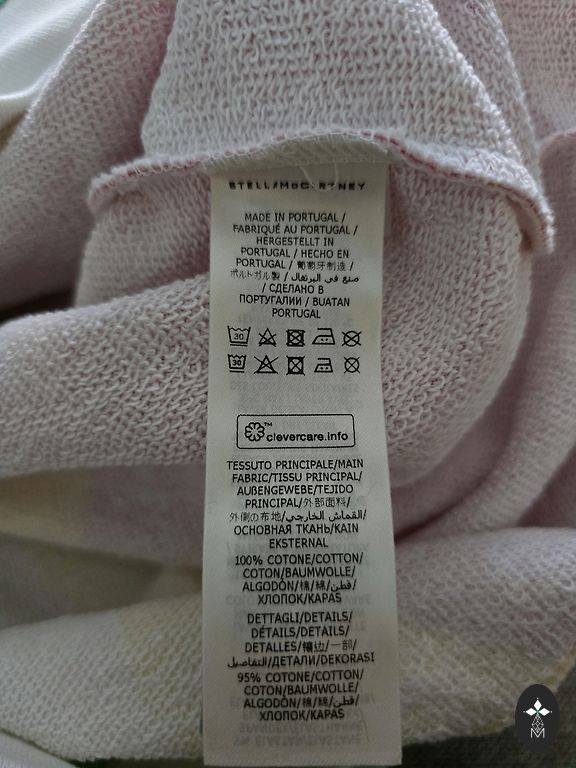 STELLA McCARTNEY
MADE IN PORTUGAL /
FABRIQUÉ AU PORTUGAL /
HERGESTELLT IN
PORTUGAL / HECHO EN
PORTUGAL / 葡萄牙制造 /
ポルトガル製 / صنع في البرتغال
/ СДЕЛАНО В
ПОРТУГАЛИИ / BUATAN
PORTUGAL
30
30
clevercare.info™
TESSUTO PRINCIPALE/MAIN
FABRIC/TISSU PRINCIPAL/
AUßENGEWEBE/TEJIDO
PRINCIPAL/外部面料/
外側の布地/القماش الخارجي/
ОСНОВНАЯ ТКАНЬ/KAIN
EKSTERNAL
100% COTONE/COTTON/
COTON/BAUMWOLLE/
ALGODÓN/棉/綿/قطن/
ХЛОПОК/KAPAS
DETTAGLI/DETAILS/
DÉTAILS/DETAILS/
DETALLES/镶边/一部/
التفاصيل/ДЕТАЛИ/DEKORASI
95% COTONE/COTTON/
COTON/BAUMWOLLE/
ALGODÓN/棉/綿/قطن/
ХЛОПОК/KAPAS
M